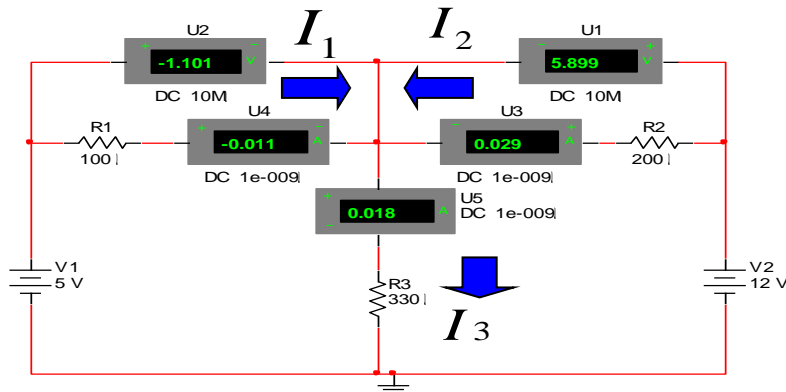 U2
I1
I2
U1
+ -
-1.101 V
- +
5.899 V
DC 10M
DC 10M
R1
100
U4
+ -
-0.011 A
DC 1e-009
U3
- +
0.029 A
DC 1e-009
R2
200
+
0.018 A
-
U5
DC 1e-009
V1
5 V
R3
330
I3
V2
12 V